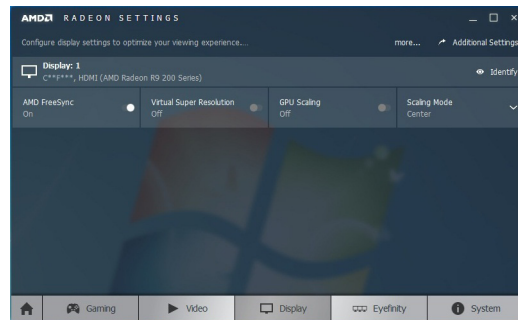 AMD RADEON SETTINGS
Configure display settings to optimize your viewing experience....
more...
Additional Settings
Display: 1
C**F***, HDMI (AMD Radeon R9 200 Series)
Identify
AMD FreeSync
On
Virtual Super Resolution
Off
GPU Scaling
Off
Scaling Mode
Center
Gaming
Video
Display
Eyefinity
System